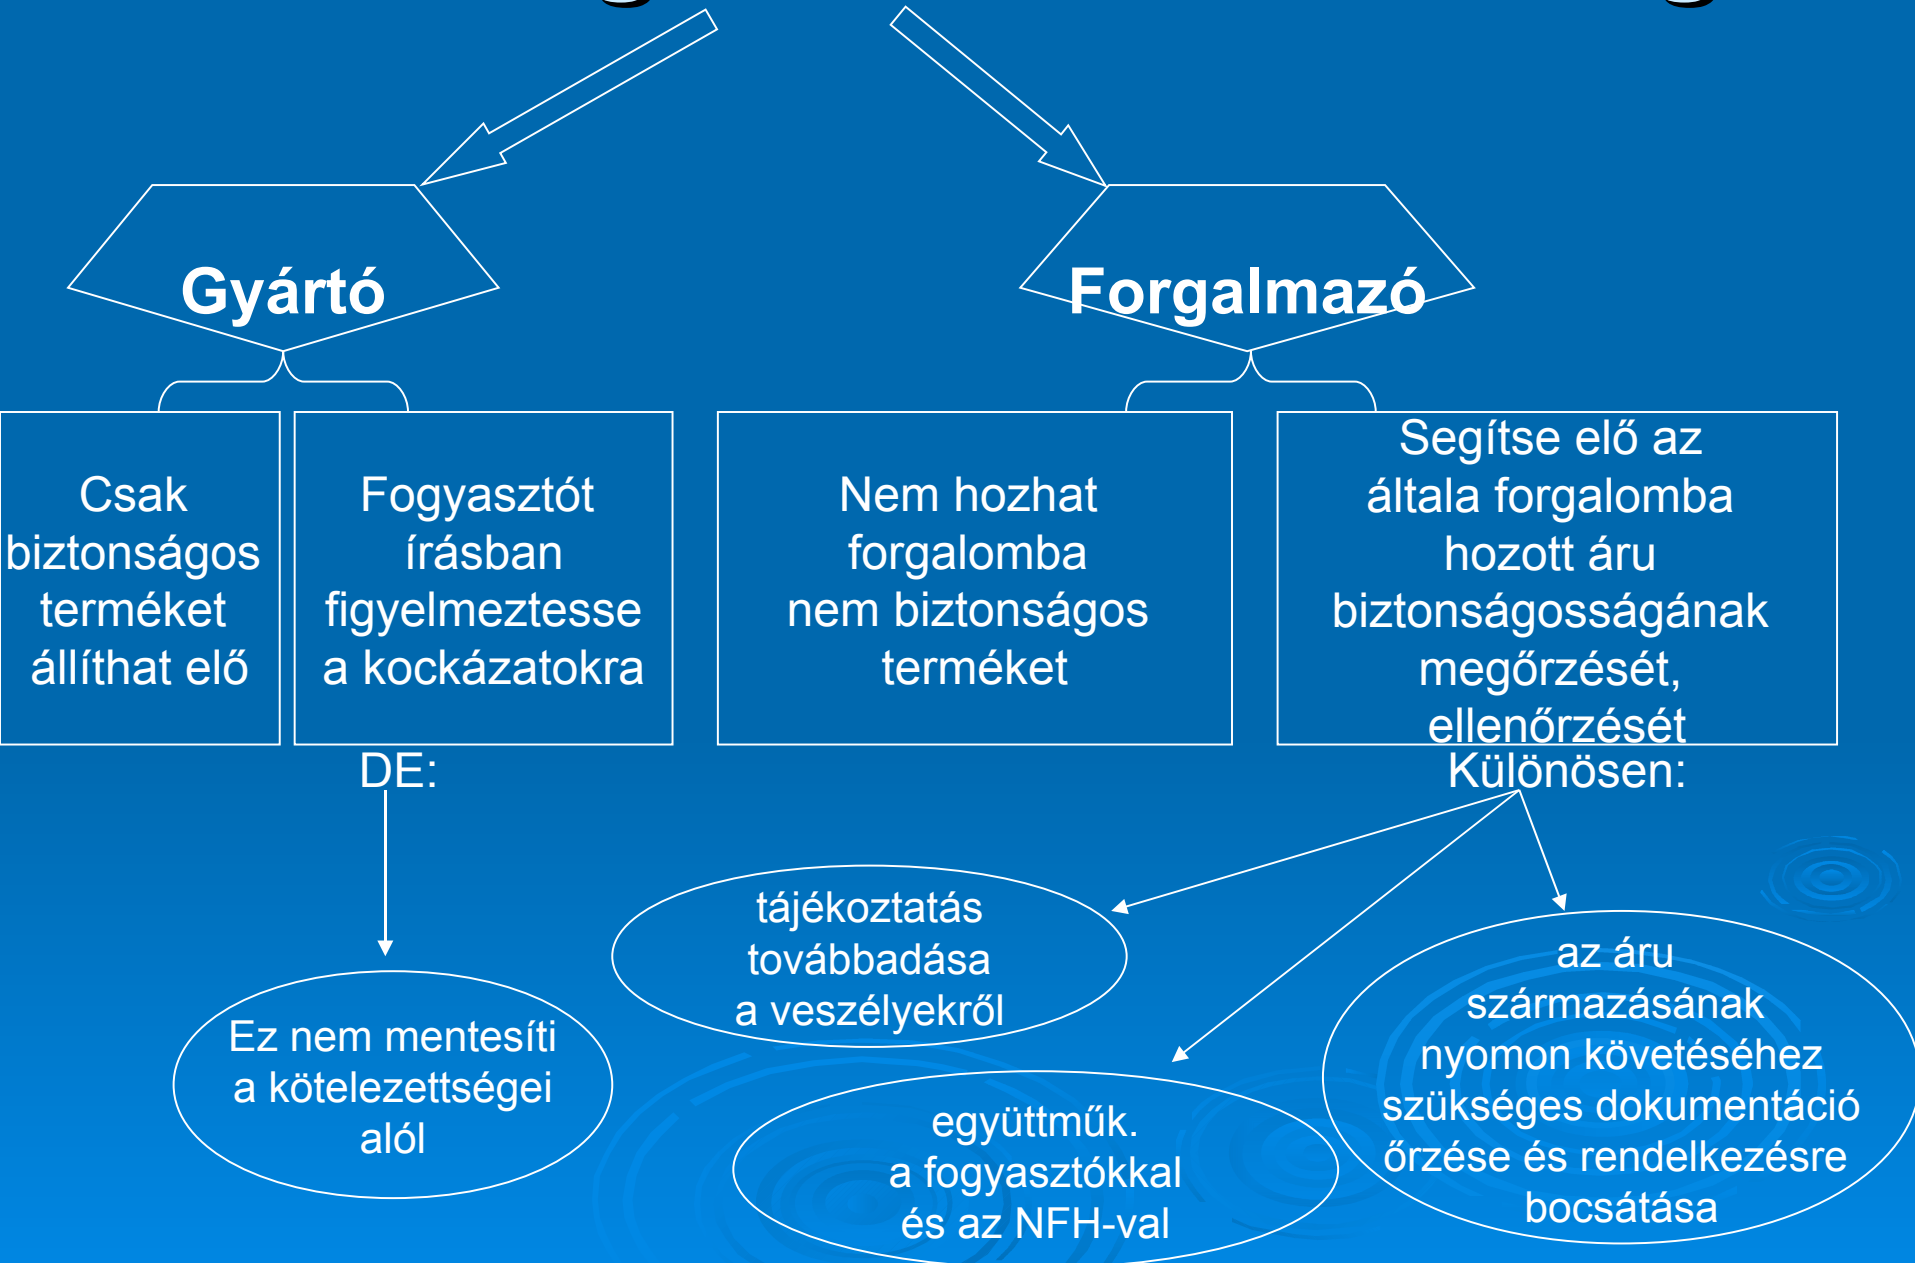 Gyártó
Forgalmazó
Csak
biztonságos
terméket
állíthat elő
Fogyasztót
írásban
figyelmeztesse
a kockázatokra
Nem hozhat
forgalomba
nem biztonságos
terméket
Segítse elő az
általa forgalomba
hozott áru
biztonságosságának
megőrzését,
ellenőrzését
DE:
Különösen:
Ez nem mentesíti
a kötelezettségei
alól
tájékoztatás
továbbadása
a veszélyekről
együttműk.
a fogyasztókkal
és az NFH-val
az áru
származásának
nyomon követéséhez
szükséges dokumentáció
őrzése és rendelkezésre
bocsátása